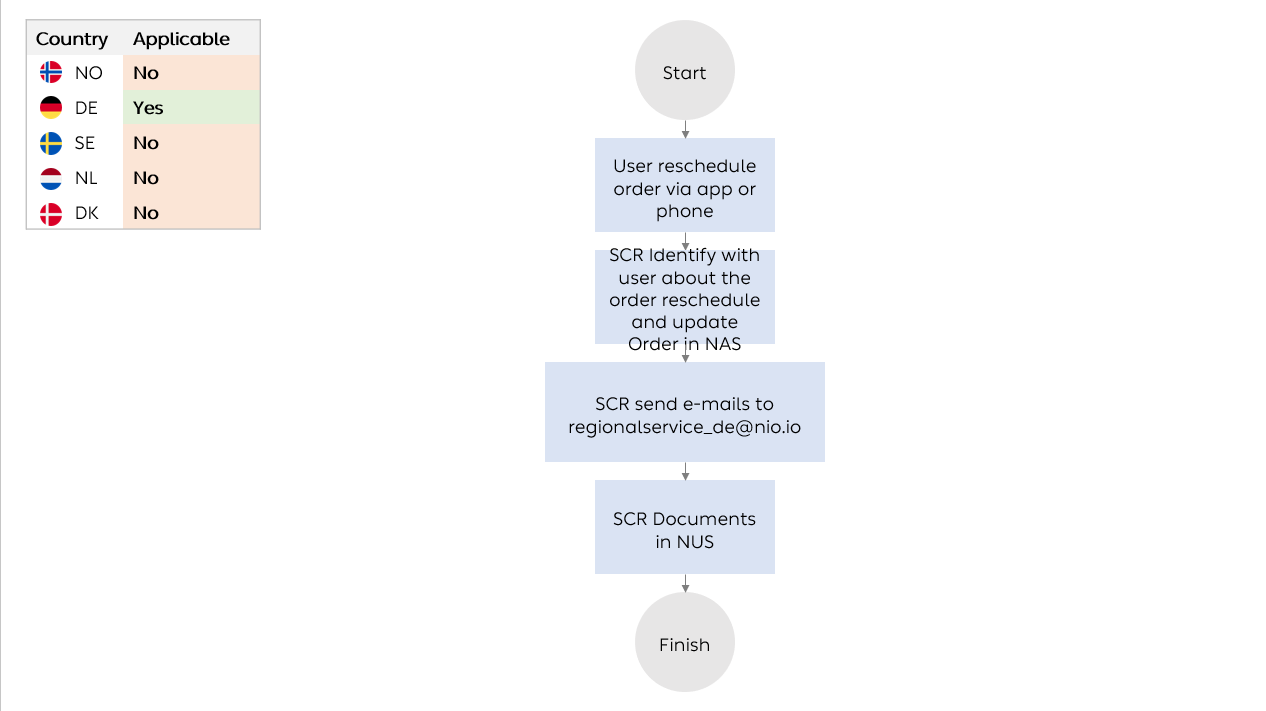 Country Applicable
NO No
DE Yes
SE No
NL No
DK No
Start
User reschedule
order via app or
phone
SCR Identify with
user about the
order reschedule
and update
Order in NAS
SCR send e-mails to
regionalservice_de@nio.io
SCR Documents
in NUS
Finish